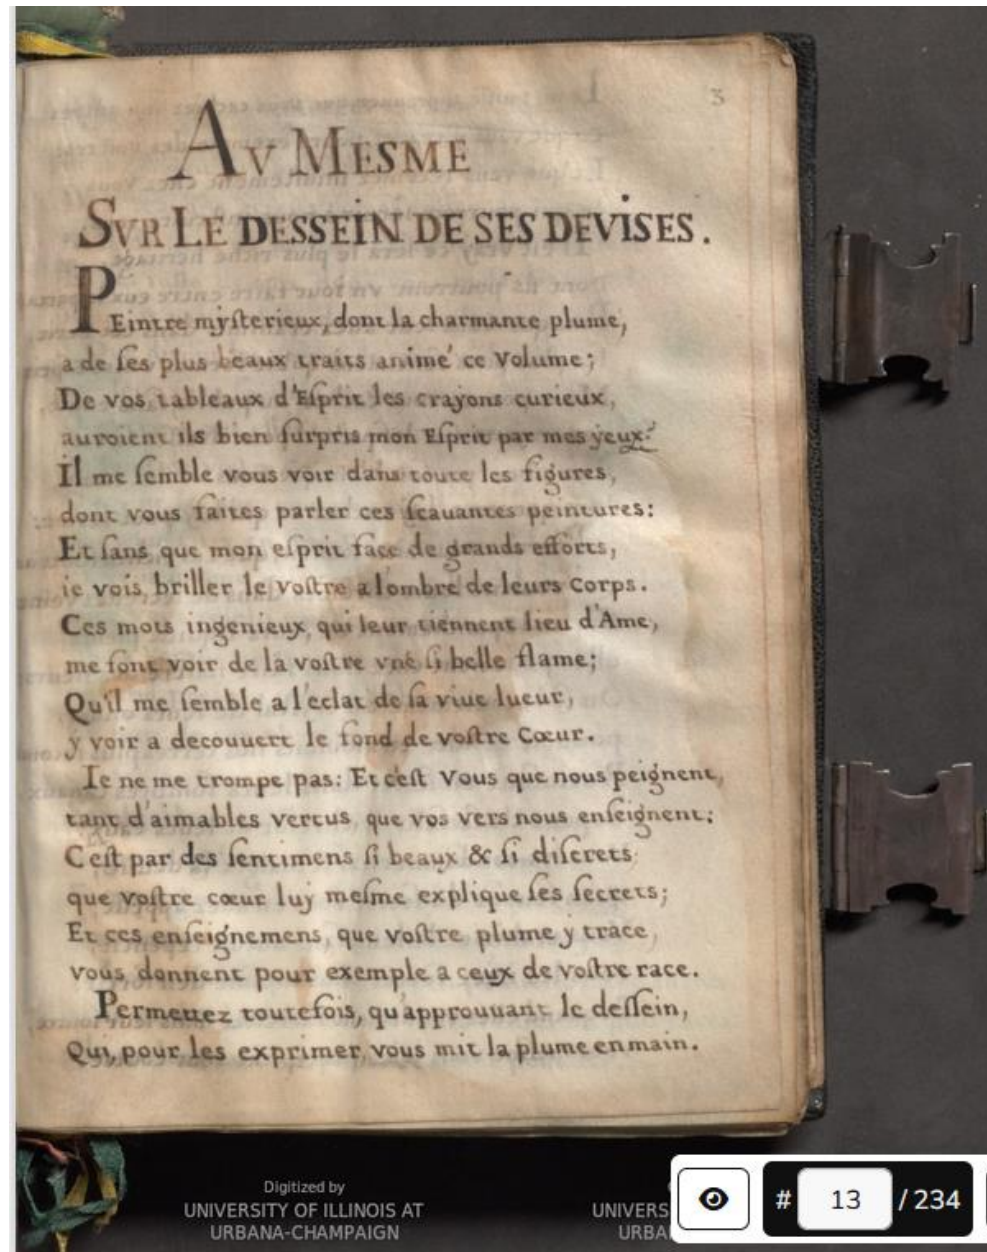 3
AV MESME
SVR LE DESSEIN DE SES DEVISES.
PEintre myſterieux, dont la charmante plume,
a de ſes plus beaux traits animé ce Volume;
De vos tableaux d'Eſprit les crayons curieux,
auroient ils bien ſurpris mon Eſprit par mes yeux?
Il me ſemble vous voir dans toute les figures,
dont vous faites parler ces ſcauantes peintures:
Et ſans que mon eſprit face de grands efforts,
ie vois briller le voſtre a l'ombre de leurs Corps.
Ces mots ingenieux, qui leur tiennent lieu d'Ame,
me font voir de la voſtre vne ſi belle flame;
Qu'il me ſemble a l'eclat de ſa viue lueur,
y voir a decouuert le fond de voſtre Cœur.
Ie ne me trompe pas: Et c'eſt Vous que nous peignent,
tant d'aimables vertus que vos vers nous enſeignent:
C'eſt par des ſentimens ſi beaux & ſi diſcrets
que voſtre cœur luy meſme explique ſes ſecrets;
Et ces enſeignemens, que voſtre plume y trace,
vous donnent pour exemple a ceux de voſtre race.
Permettez toutefois, qu'approuuant le deſſein,
Qui, pour les exprimer, vous mit la plume en main.
Digitized by
UNIVERSITY OF ILLINOIS AT
URBANA-CHAMPAIGN
UNIVERS
URBA
# 13 / 234